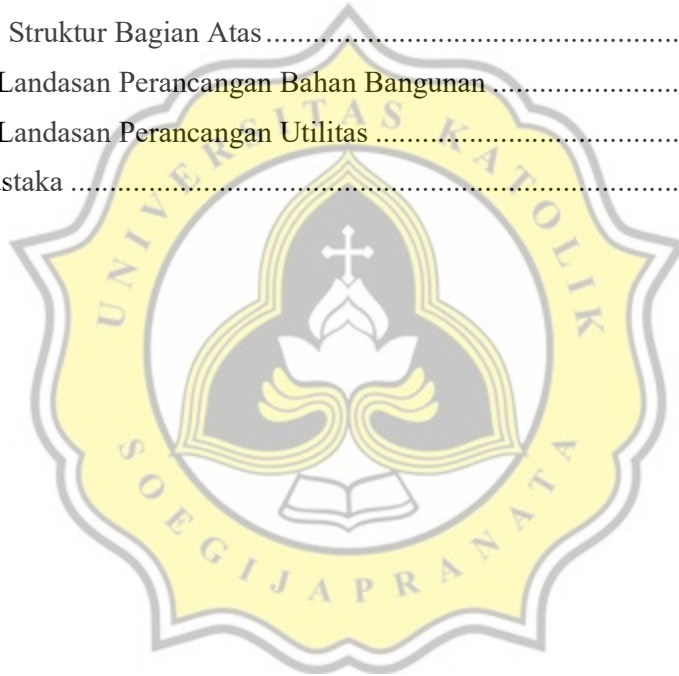 Struktur Bagian Atas ................................................................
Landasan Perancangan Bahan Bangunan ............................
Landasan Perancangan Utilitas .............................................
staka ..........................................................................................
UNIVERSITAS KATOLIK
SOEGIJAPRANATA